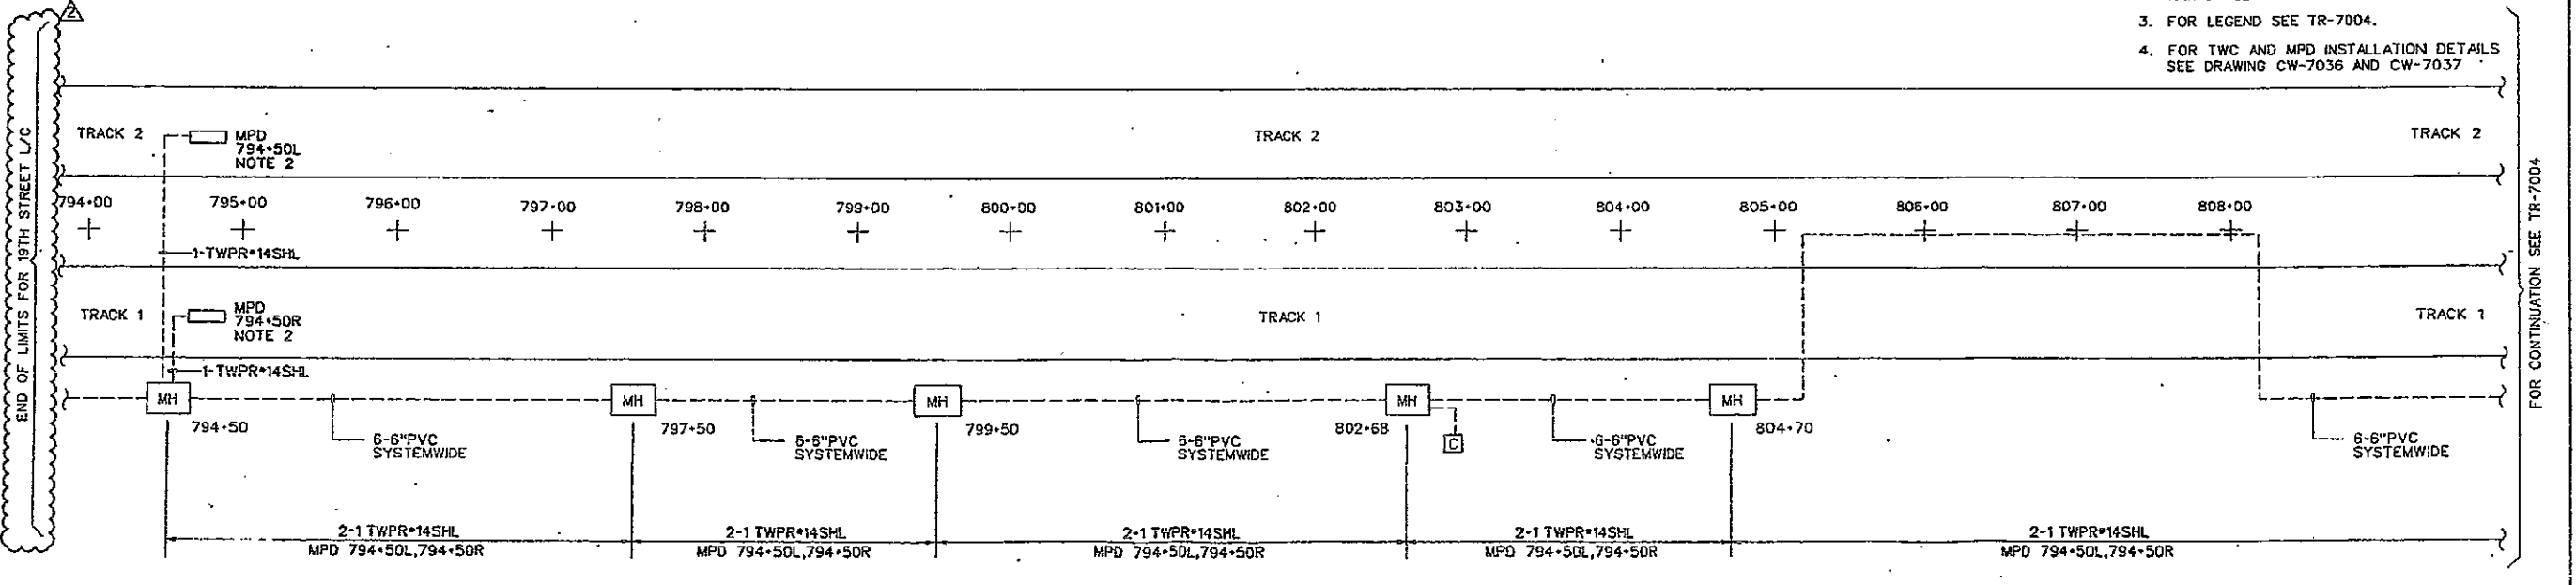 2
3. FOR LEGEND SEE TR-7004.
4. FOR TWC AND MPD INSTALLATION DETAILS
SEE DRAWING CW-7036 AND CW-7037
END OF LIMITS FOR 19TH STREET L/C
TRACK 2
MPD
794+50L
NOTE 2
TRACK 2
TRACK 2
794+00
795+00
796+00
797+00
798+00
799+00
800+00
801+00
802+00
803+00
804+00
805+00
806+00
807+00
808+00
1-TWPR#14SHL
TRACK 1
MPD
794+50R
NOTE 2
TRACK 1
TRACK 1
1-TWPR#14SHL
MH
MH
MH
MH
MH
794+50
797+50
799+50
802+68
804+70
C
6-6"PVC
SYSTEMWIDE
6-6"PVC
SYSTEMWIDE
6-6"PVC
SYSTEMWIDE
6-6"PVC
SYSTEMWIDE
6-6"PVC
SYSTEMWIDE
2-1 TWPR#14SHL
MPD 794+50L,794+50R
2-1 TWPR#14SHL
MPD 794+50L,794+50R
2-1 TWPR#14SHL
MPD 794+50L,794+50R
2-1 TWPR#14SHL
MPD 794+50L,794+50R
2-1 TWPR#14SHL
MPD 794+50L,794+50R
FOR CONTINUATION SEE TR-7004